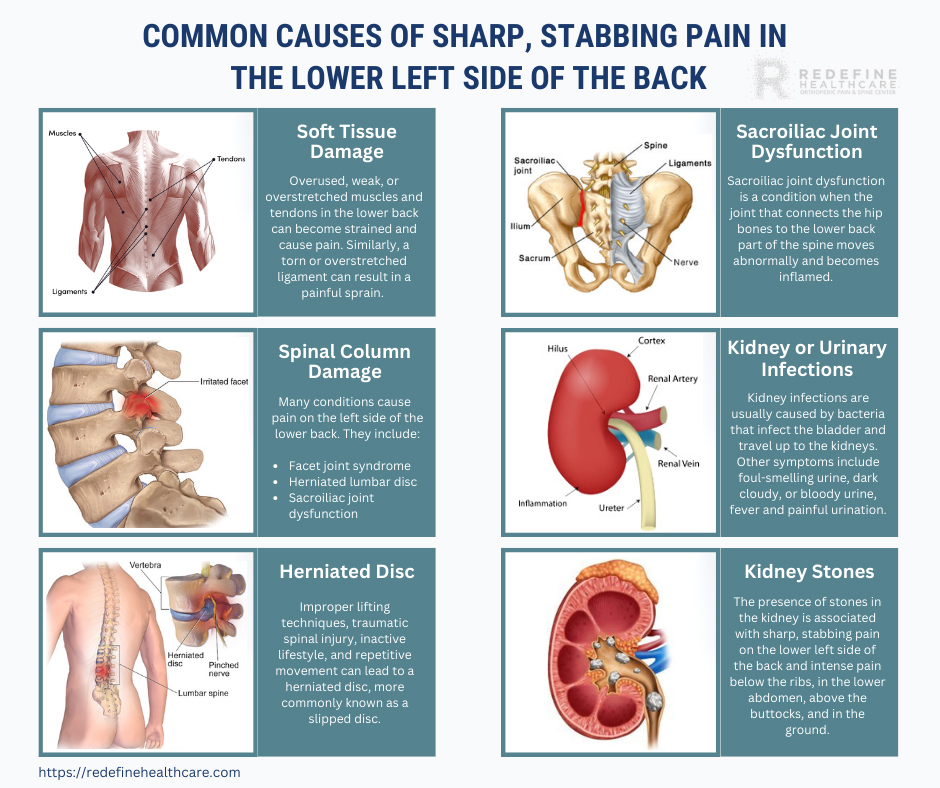 COMMON CAUSES OF SHARP, STABBING PAIN IN
THE LOWER LEFT SIDE OF THE BACK
REDEFINE
HEALTHCARE
ORTHOPEDIC PAIN & SPINE CENTER
Muscles
Tendons
Ligaments
Soft Tissue
Damage
Overused, weak, or
overstretched muscles and
tendons in the lower back
can become strained and
cause pain. Similarly, a
torn or overstretched
ligament can result in a
painful sprain.
Spine
Sacroiliac
joint
Ligaments
Ilium
Sacrum
Nerve
Sacroiliac Joint
Dysfunction
Sacroiliac joint dysfunction
is a condition when the
joint that connects the hip
bones to the lower back
part of the spine moves
abnormally and becomes
inflamed.
Irritated facet
Spinal Column
Damage
Many conditions cause
pain on the left side of the
lower back. They include:
• Facet joint syndrome
• Herniated lumbar disc
• Sacroiliac joint
dysfunction
Hilus
Cortex
Renal Artery
Renal Vein
Inflammation
Ureter
Kidney or Urinary
Infections
Kidney infections are
usually caused by bacteria
that infect the bladder and
travel up to the kidneys.
Other symptoms include
foul-smelling urine, dark
cloudy, or bloody urine,
fever and painful urination.
Vertebra
Herniated
disc
Pinched
nerve
Lumbar spine
Herniated Disc
Improper lifting
techniques, traumatic
spinal injury, inactive
lifestyle, and repetitive
movement can lead to a
herniated disc, more
commonly known as a
slipped disc.
Kidney Stones
The presence of stones in
the kidney is associated
with sharp, stabbing pain
on the lower left side of
the back and intense pain
below the ribs, in the lower
abdomen, above the
buttocks, and in the
ground.
https://redefinehealthcare.com